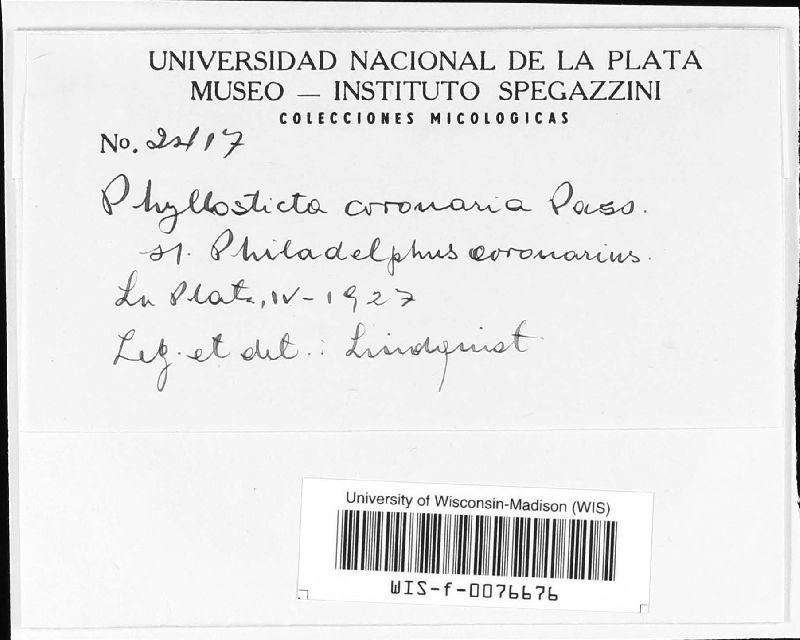 UNIVERSIDAD NACIONAL DE LA PLATA
MUSEO — INSTITUTO SPEGAZZINI
COLECCIONES MICOLOGICAS
No.
Phyllosticta coronaria Pass.
st. Philadelphus coronarius.
La Plata, IV-1927
Leg. et det.: Lindquist
University of Wisconsin-Madison (WIS)
WIS-f-0076676